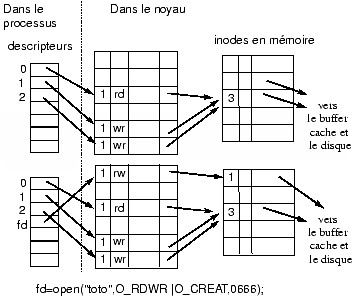 Dans le processus
Dans le noyau
descripteurs
inodes en mémoire
0
1
2
1 rd
1 wr
1 wr
3
vers
le buffer
cache et
le disque
0
1
2
fd
1 rw
1 rd
1 wr
1 wr
1
3
vers
le buffer
cache et
le disque
fd=open("toto",O_RDWR |O_CREAT,0666);